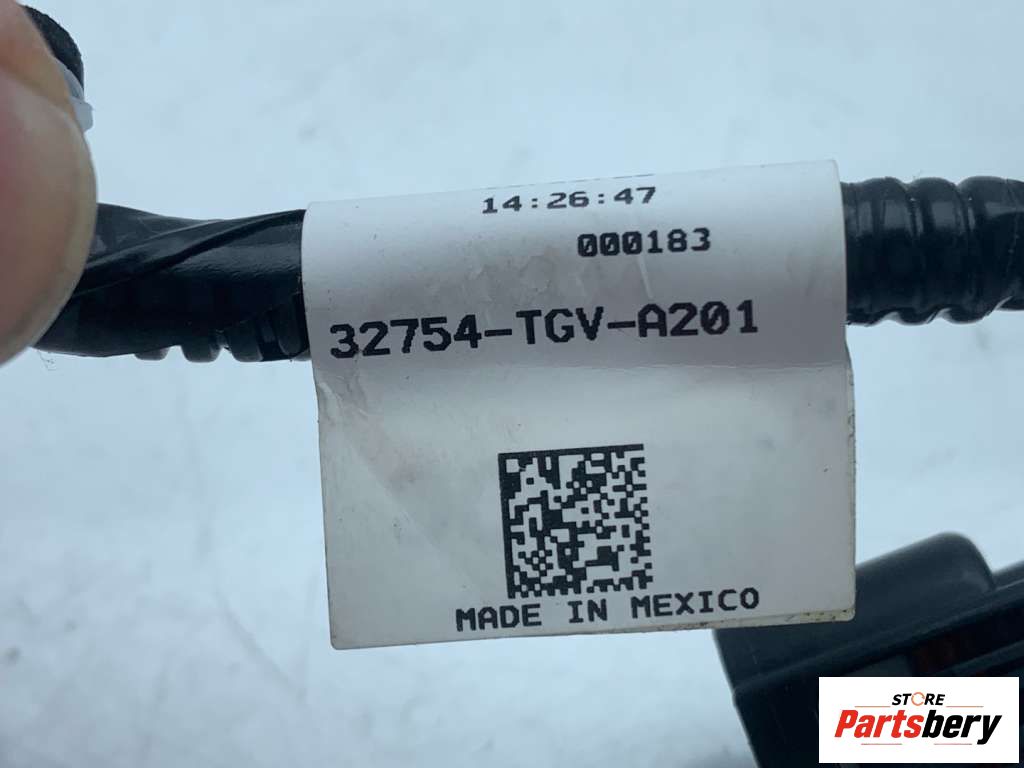 14:26:47
000183
32754-TGV-A201
MADE IN MEXICO
STORE
Partsbery